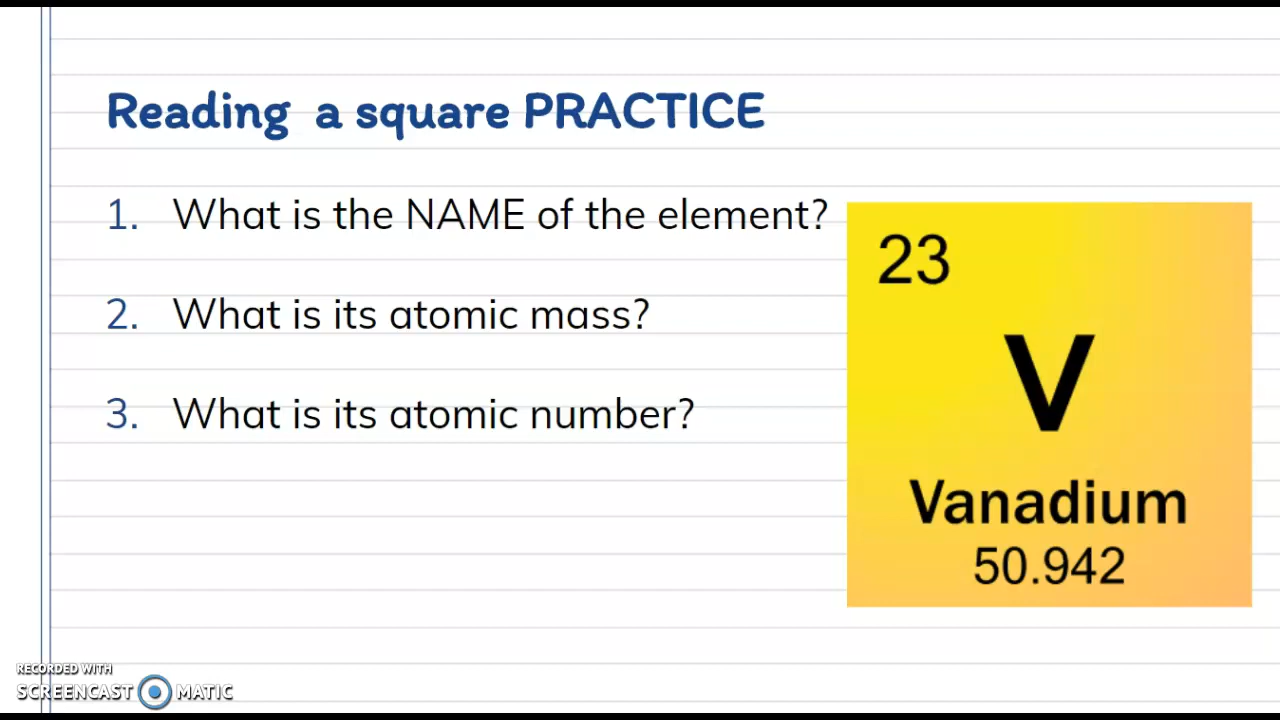 Reading a square PRACTICE
1. What is the NAME of the element?
2. What is its atomic mass?
3. What is its atomic number?
23
V
Vanadium
50.942
RECORDED WITH
SCREENCAST MATIC